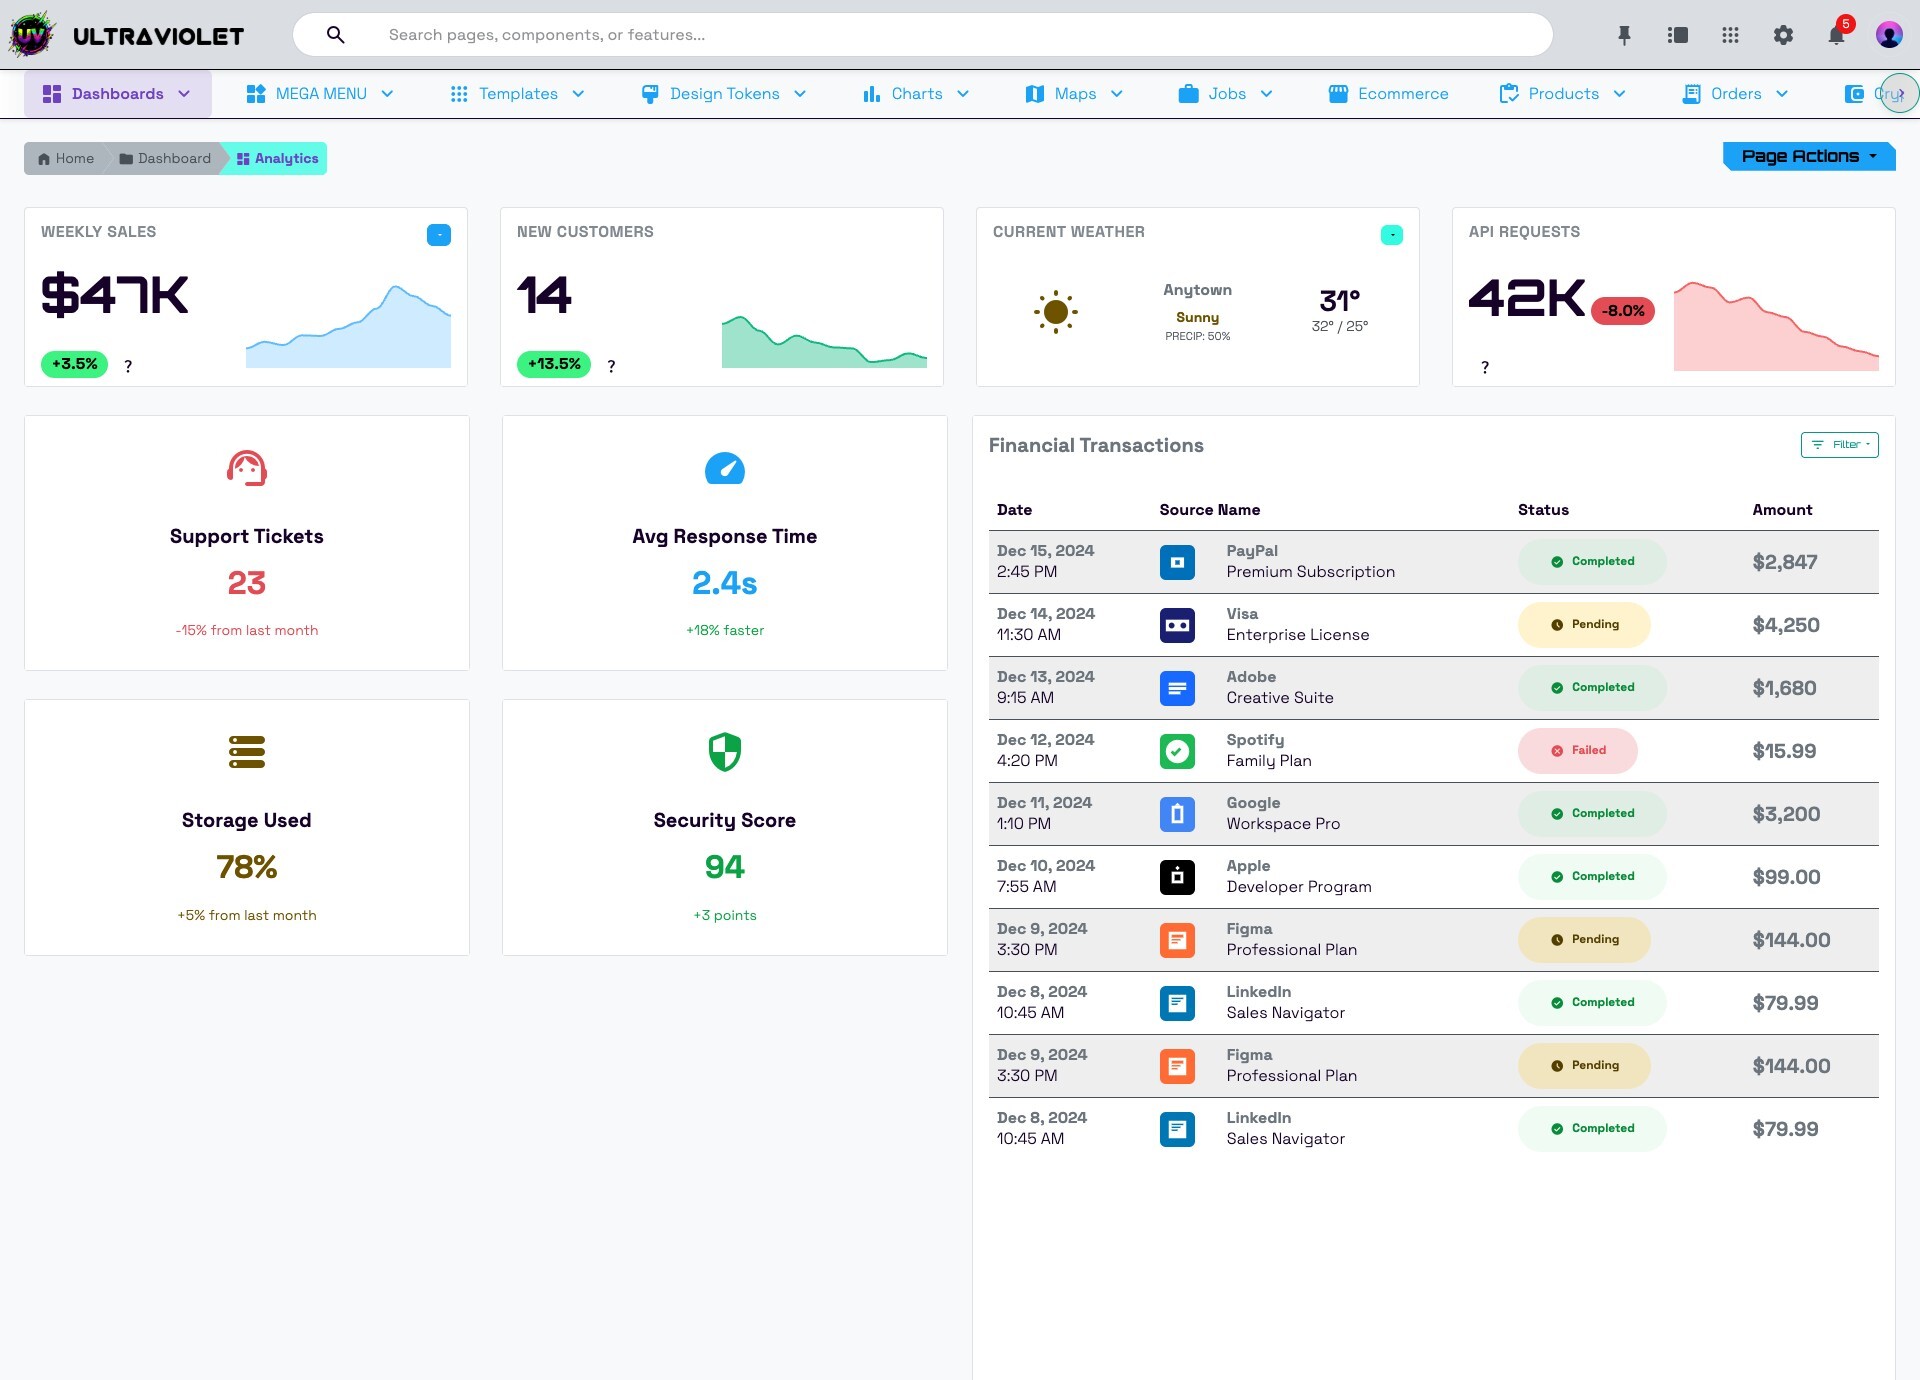 UV ULTRAVIOLET
Search pages, components, or features...
5
Dashboards MEGA MENU Templates Design Tokens Charts Maps Jobs Ecommerce Products Orders
Home Dashboard Analytics
Page Actions
WEEKLY SALES
$47K
+3.5% ?
NEW CUSTOMERS
14
+13.5% ?
CURRENT WEATHER
Anytown
Sunny
PRECIP: 50%
31°
32° / 25°
API REQUESTS
42K -8.0%
?
Support Tickets
23
-15% from last month
Avg Response Time
2.4s
+18% faster
Storage Used
78%
+5% from last month
Security Score
94
+3 points
Financial Transactions
Filter
Date Source Name Status Amount
Dec 15, 2024 PayPal Completed $2,847
2:45 PM Premium Subscription
Dec 14, 2024 Visa Pending $4,250
11:30 AM Enterprise License
Dec 13, 2024 Adobe Completed $1,680
9:15 AM Creative Suite
Dec 12, 2024 Spotify Failed $15.99
4:20 PM Family Plan
Dec 11, 2024 Google Completed $3,200
1:10 PM Workspace Pro
Dec 10, 2024 Apple Completed $99.00
7:55 AM Developer Program
Dec 9, 2024 Figma Pending $144.00
3:30 PM Professional Plan
Dec 8, 2024 LinkedIn Completed $79.99
10:45 AM Sales Navigator
Dec 9, 2024 Figma Pending $144.00
3:30 PM Professional Plan
Dec 8, 2024 LinkedIn Completed $79.99
10:45 AM Sales Navigator